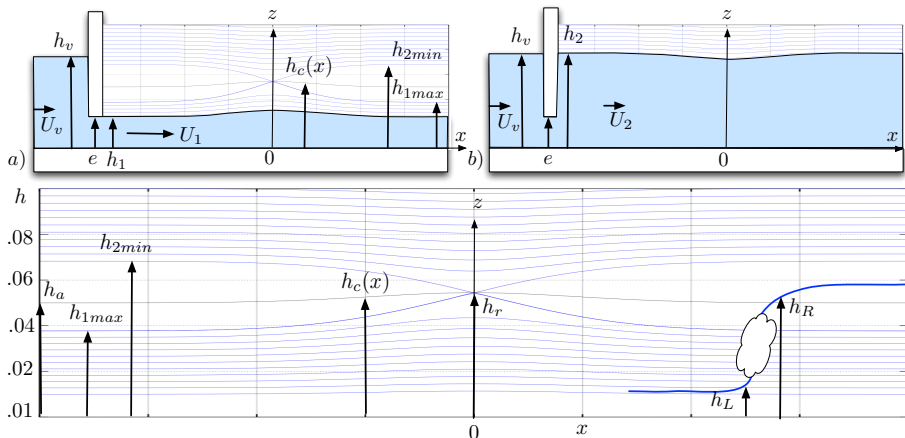 z z
h_v h_2min h_v h_2
h_c(x)
h_1max
U_v U_1 x U_v U_2 x
a) e h_1 0 b) e 0
h z
.08
h_2min
.06 h_c(x)
h_a h_r h_R
h_1max
.04
.02
h_L
.01
0 x